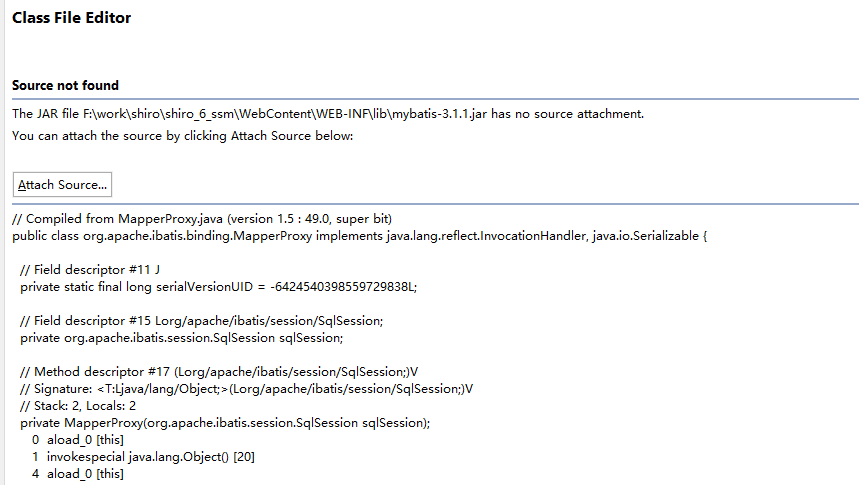 Class File Editor
Source not found
The JAR file F:\work\shiro\shiro_6_ssm\WebContent\WEB-INF\lib\mybatis-3.1.1.jar has no source attachment.
You can attach the source by clicking Attach Source below:
Attach Source...
// Compiled from MapperProxy.java (version 1.5 : 49.0, super bit)
public class org.apache.ibatis.binding.MapperProxy implements java.lang.reflect.InvocationHandler, java.io.Serializable {
// Field descriptor #11 J
private static final long serialVersionUID = -6424540398559729838L;
// Field descriptor #15 Lorg/apache/ibatis/session/SqlSession;
private org.apache.ibatis.session.SqlSession sqlSession;
// Method descriptor #17 (Lorg/apache/ibatis/session/SqlSession;)V
// Signature: <T:Ljava/lang/Object;>(Lorg/apache/ibatis/session/SqlSession;)V
// Stack: 2, Locals: 2
private MapperProxy(org.apache.ibatis.session.SqlSession sqlSession);
0 aload_0 [this]
1 invokespecial java.lang.Object() [20]
4 aload_0 [this]